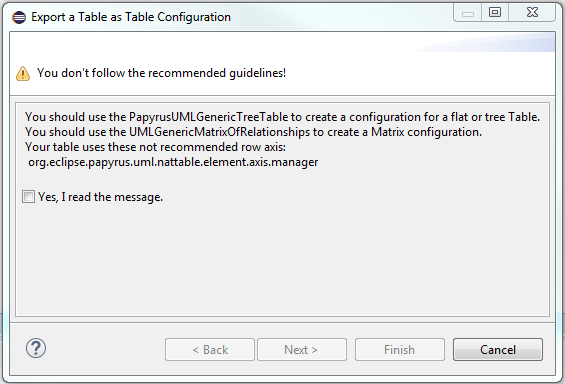 Export a Table as Table Configuration
You don't follow the recommended guidelines!
You should use the PapyrusUMLGenericTreeTable to create a configuration for a flat or tree Table.
You should use the UMLGenericMatrixOfRelationships to create a Matrix configuration.
Your table uses these not recommended row axis:
org.eclipse.papyrus.uml.nattable.element.axis.manager
Yes, I read the message.
?
< Back
Next >
Finish
Cancel